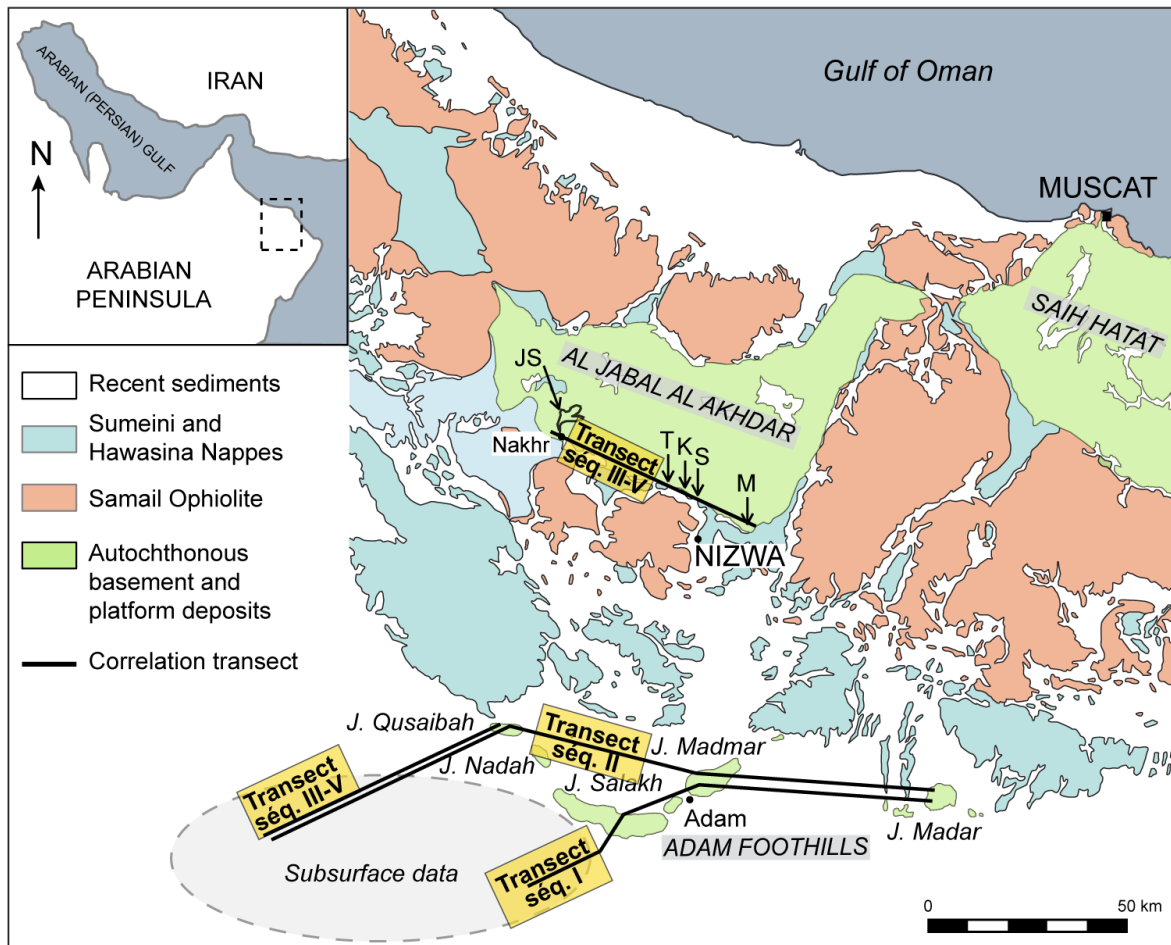 ARABIAN (PERSIAN) GULF
IRAN
N
ARABIAN
PENINSULA
Gulf of Oman
MUSCAT
SAIH HATAT
AL JABAL AL AKHDAR
JS
Nakhr
Transect
séq. III-V
T
K
S
M
NIZWA
Recent sediments
Sumeini and
Hawasina Nappes
Samail Ophiolite
Autochthonous
basement and
platform deposits
Correlation transect
J. Qusaibah
Transect
séq. II
J. Madmar
J. Nadah
J. Salakh
Transect
séq. III-V
Adam
J. Madar
ADAM FOOTHILLS
Subsurface data
Transect
séq. I
0
50 km